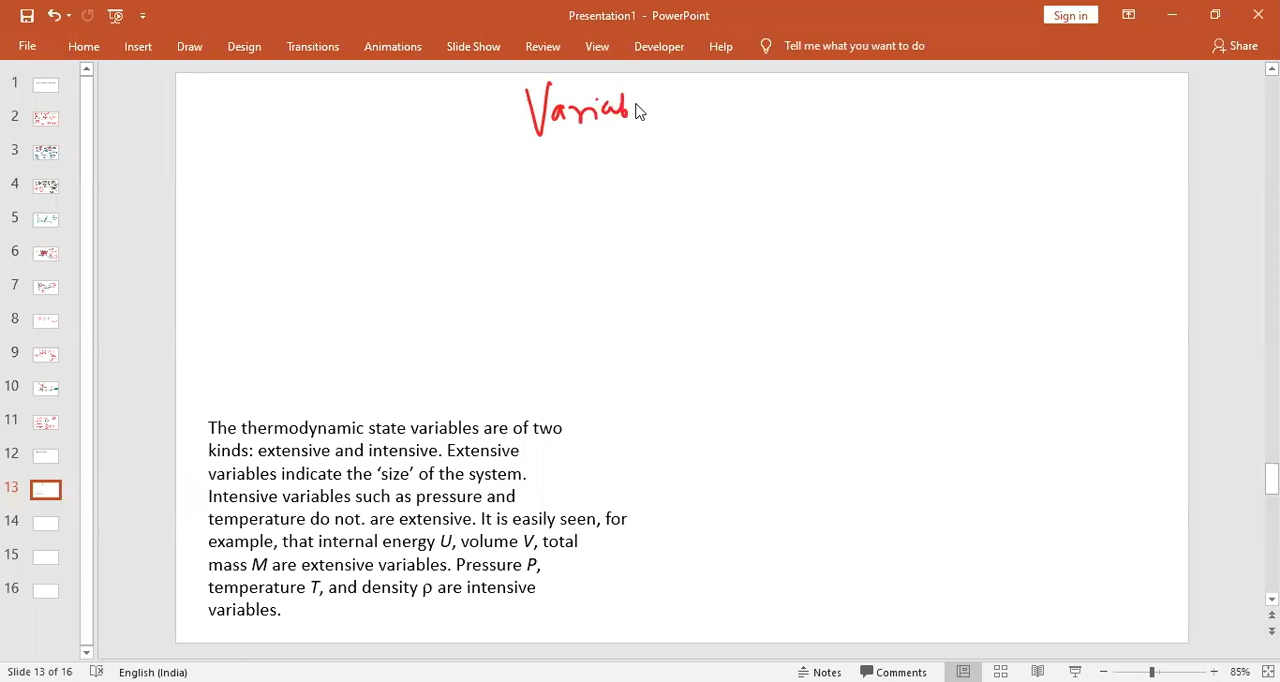 Presentation1 - PowerPoint
Sign in
File Home Insert Draw Design Transitions Animations Slide Show Review View Developer Help Tell me what you want to do Share
1
2
3
4
5
6
7
8
9
10
11
12
13
14
15
16
Variab
The thermodynamic state variables are of two
kinds: extensive and intensive. Extensive
variables indicate the ‘size’ of the system.
Intensive variables such as pressure and
temperature do not. are extensive. It is easily seen, for
example, that internal energy U, volume V, total
mass M are extensive variables. Pressure P,
temperature T, and density ρ are intensive
variables.
Slide 13 of 16 English (India) Notes Comments 85%